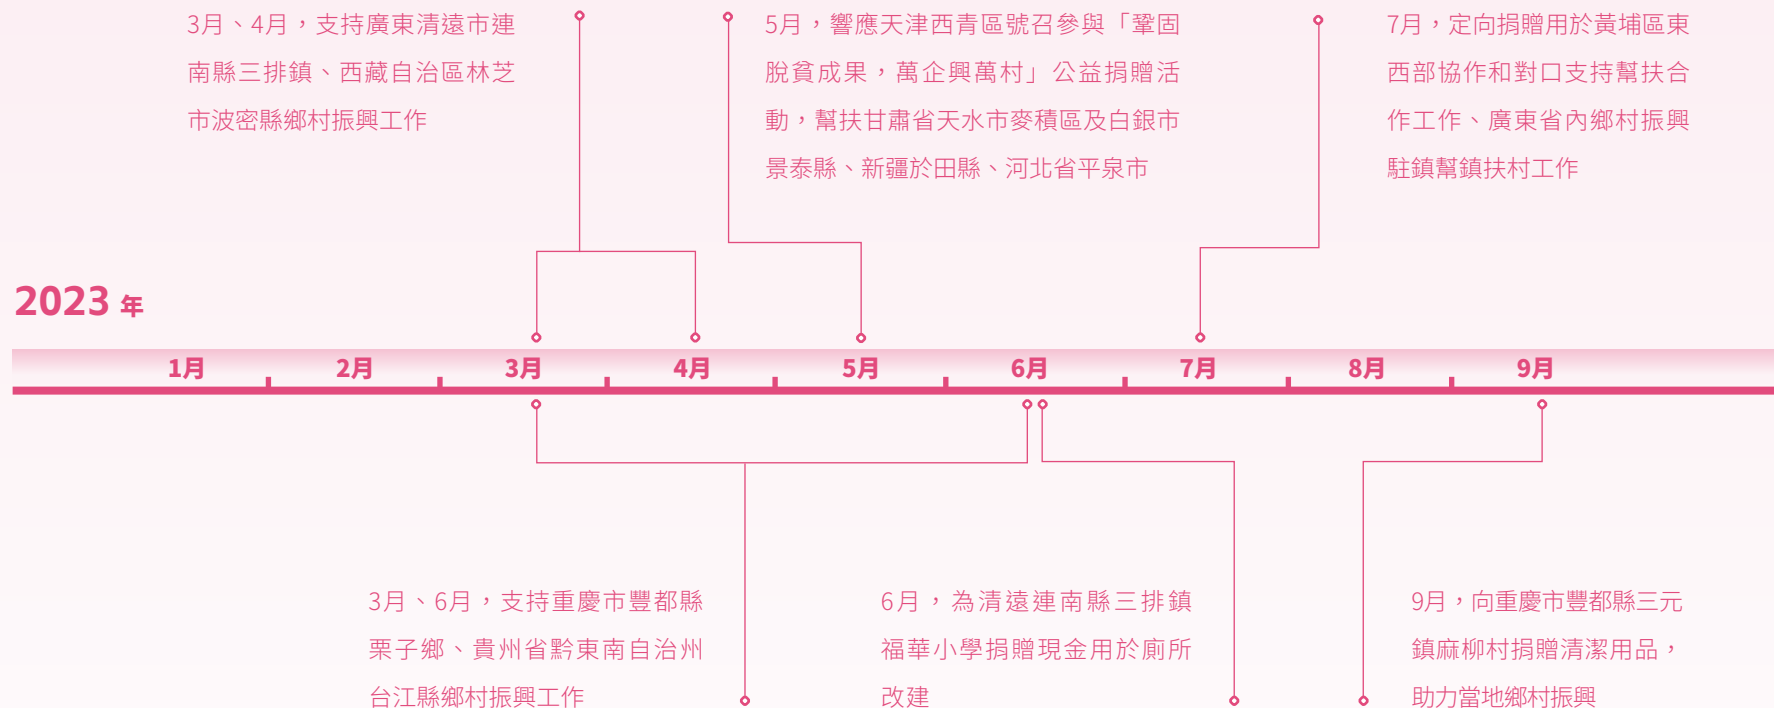 3月、4月，支持廣東清遠市連
南縣三排鎮、西藏自治區林芝
市波密縣鄉村振興工作
5月，響應天津西青區號召參與「鞏固
脫貧成果，萬企興萬村」公益捐贈活
動，幫扶甘肅省天水市麥積區及白銀市
景泰縣、新疆於田縣、河北省平泉市
7月，定向捐贈用於黃埔區東
西部協作和對口支持幫扶合
作工作、廣東省內鄉村振興
駐鎮幫鎮扶村工作
2023 年
1月 2月 3月 4月 5月 6月 7月 8月 9月
3月、6月，支持重慶市豐都縣
栗子鄉、貴州省黔東南自治州
台江縣鄉村振興工作
6月，為清遠連南縣三排鎮
福華小學捐贈現金用於廁所
改建
9月，向重慶市豐都縣三元
鎮麻柳村捐贈清潔用品，
助力當地鄉村振興